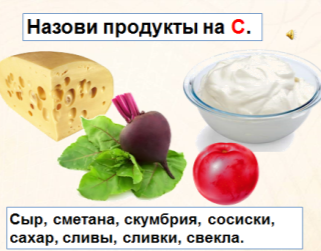 Назови продукты на С.
Сыр, сметана, скумбрия, сосиски,
сахар, сливы, сливки, свекла.